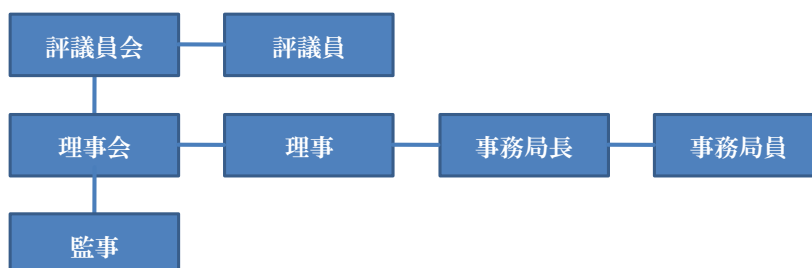 評議員会
評議員
理事会
理事
事務局長
事務局員
監事